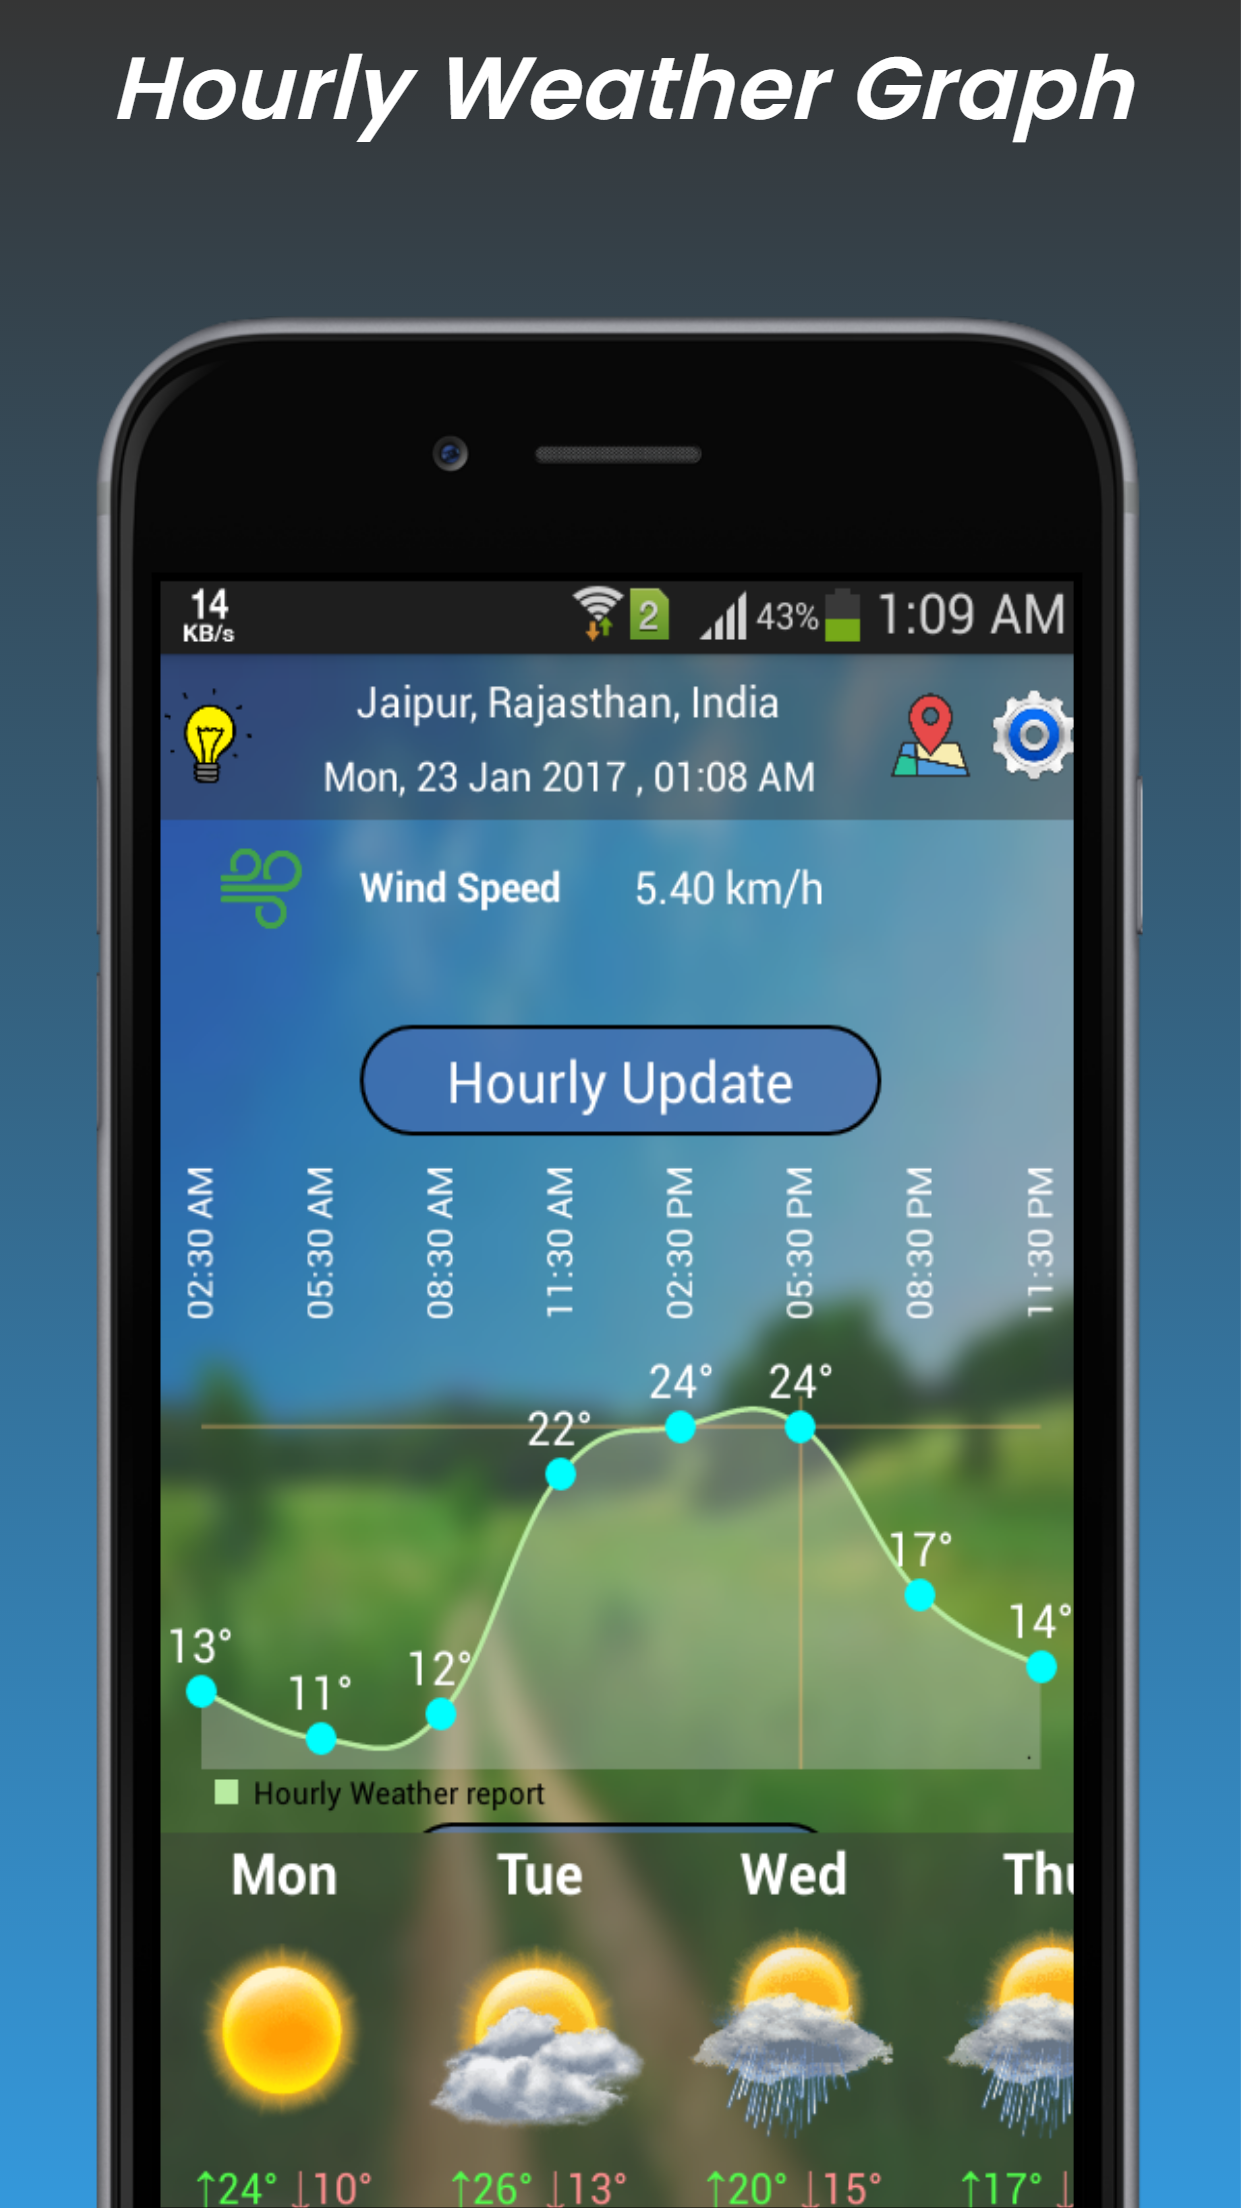 Hourly Weather Graph
14
KB/s
2
43%
1:09 AM
Jaipur, Rajasthan, India
Mon, 23 Jan 2017 , 01:08 AM
Wind Speed 5.40 km/h
Hourly Update
02:30 AM
05:30 AM
08:30 AM
11:30 AM
02:30 PM
05:30 PM
08:30 PM
11:30 PM
13°
11°
12°
22°
24°
24°
17°
14°
Hourly Weather report
Mon Tue Wed Thu
↑24° ↓10° ↑26° ↓13° ↑20° ↓15° ↑17° ↓